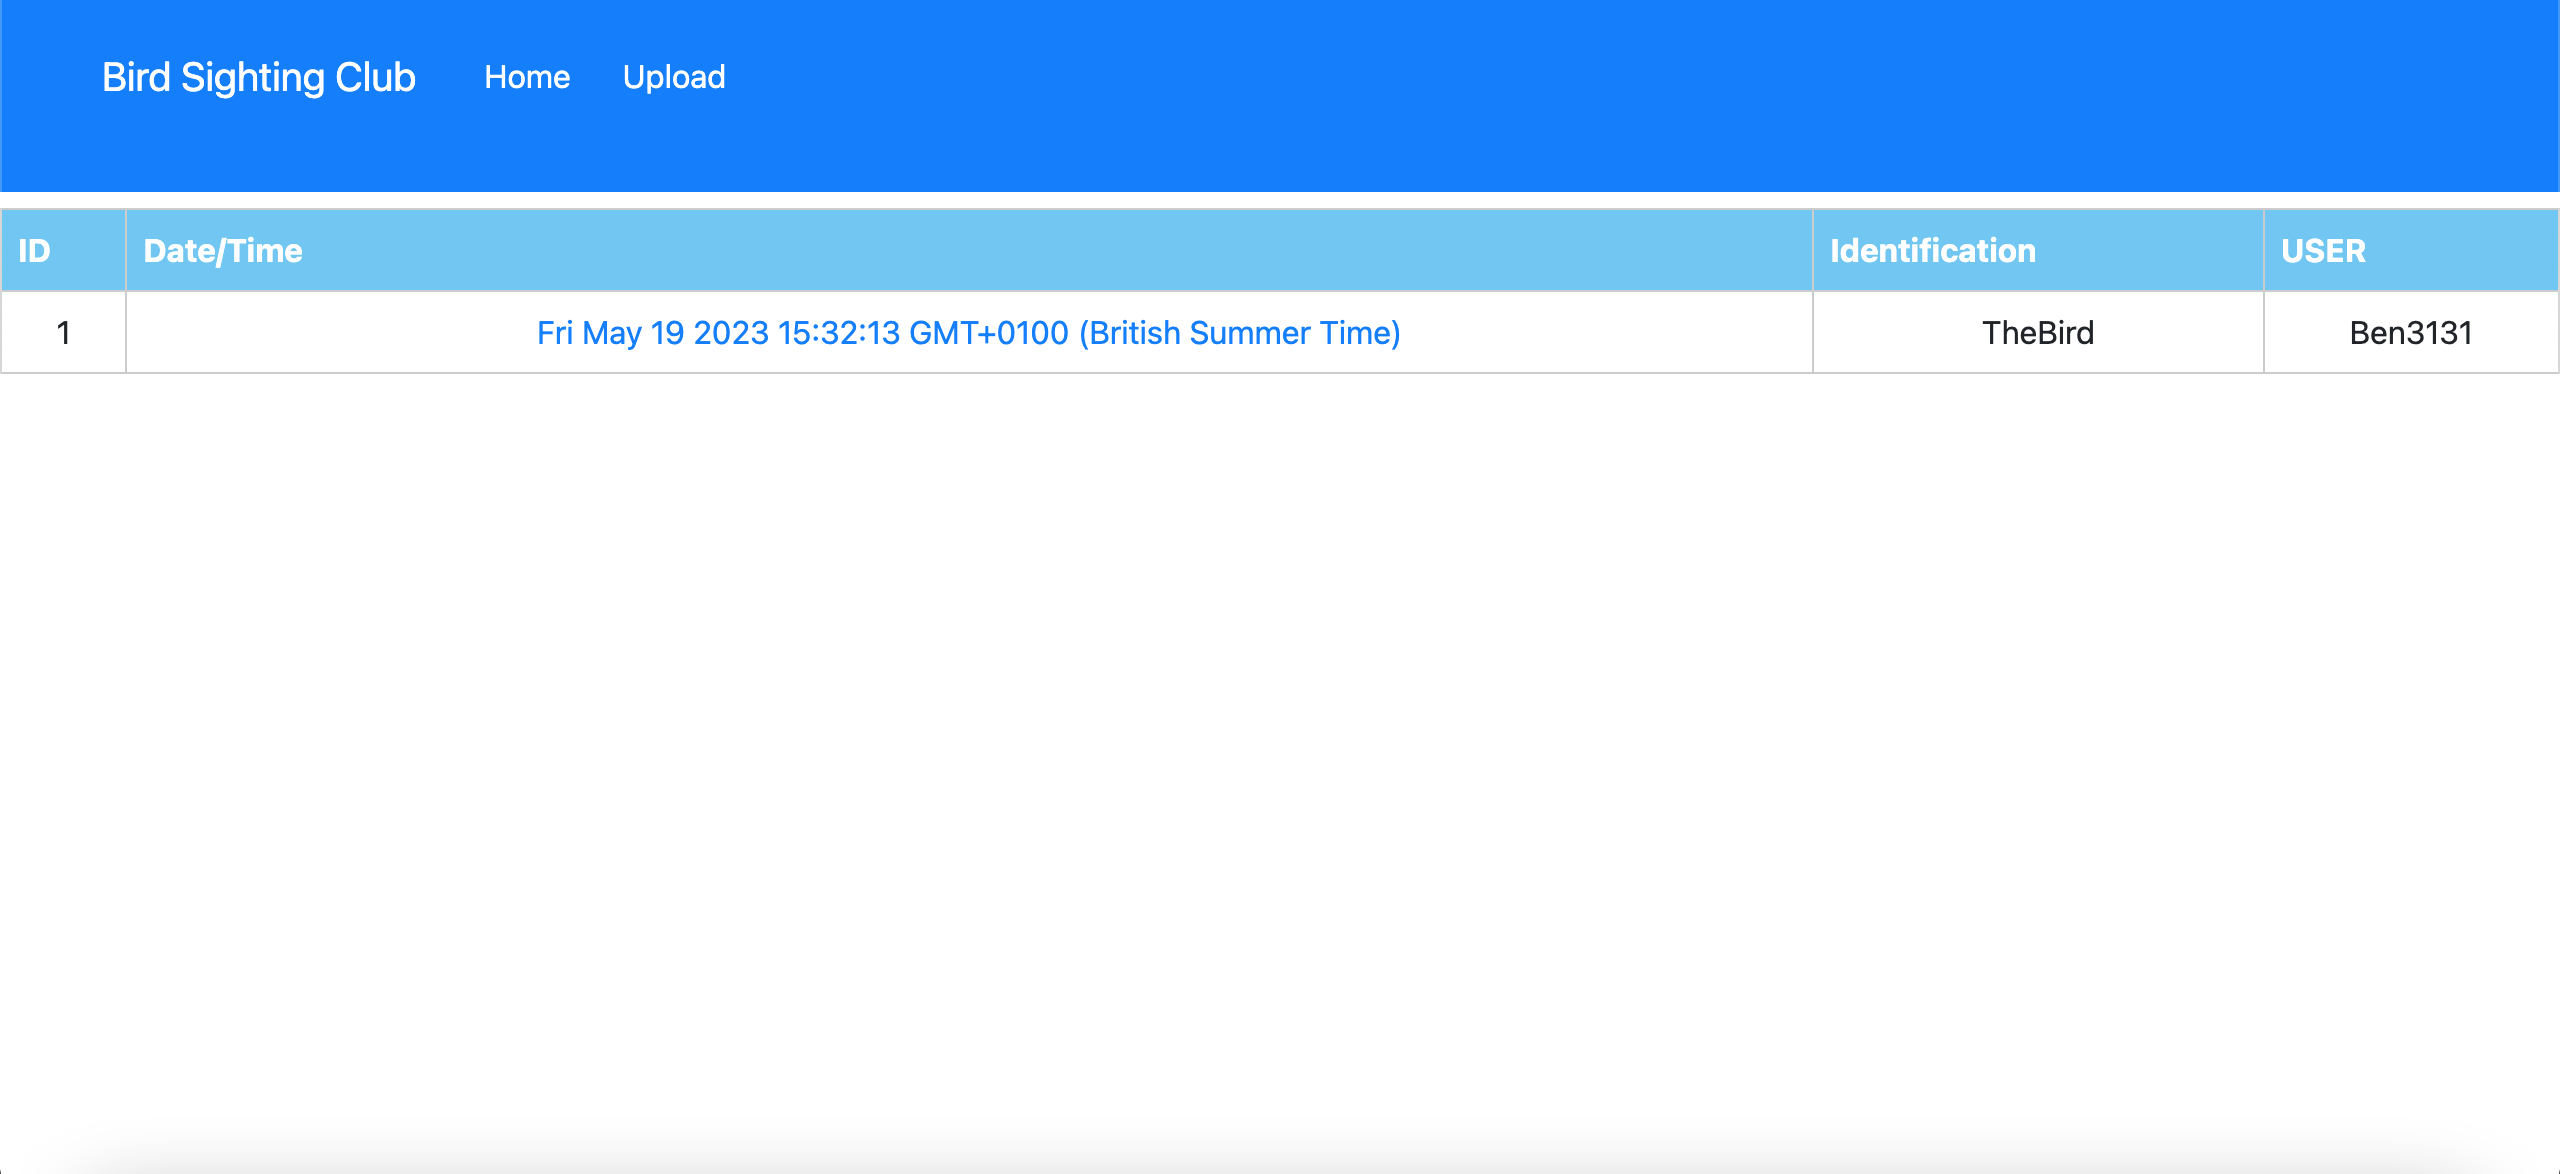 Bird Sighting Club Home Upload
ID Date/Time Identification USER
1 Fri May 19 2023 15:32:13 GMT+0100 (British Summer Time) TheBird Ben3131